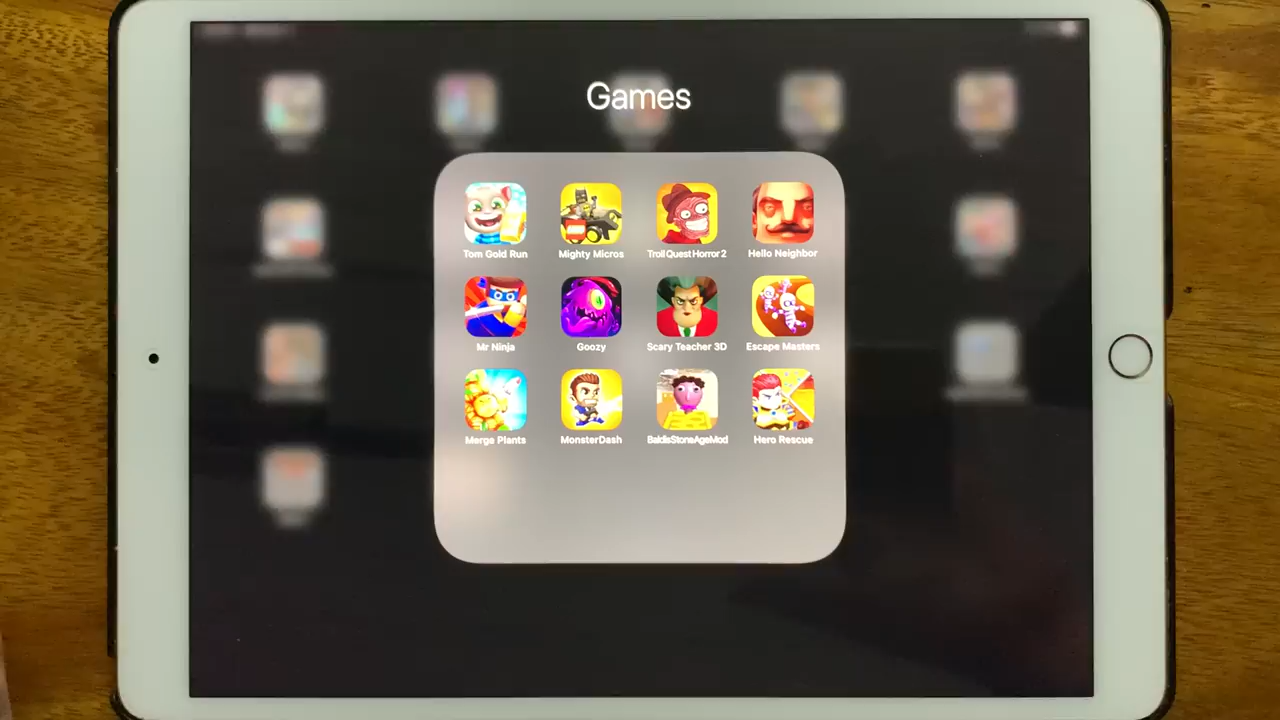 Games
Tom Gold Run
Mighty Micros
Troll Quest Horror 2
Hello Neighbor
Mr Ninja
Goozy
Scary Teacher 3D
Escape Masters
Merge Plants
MonsterDash
BaldisStoneAgeMod
Hero Rescue